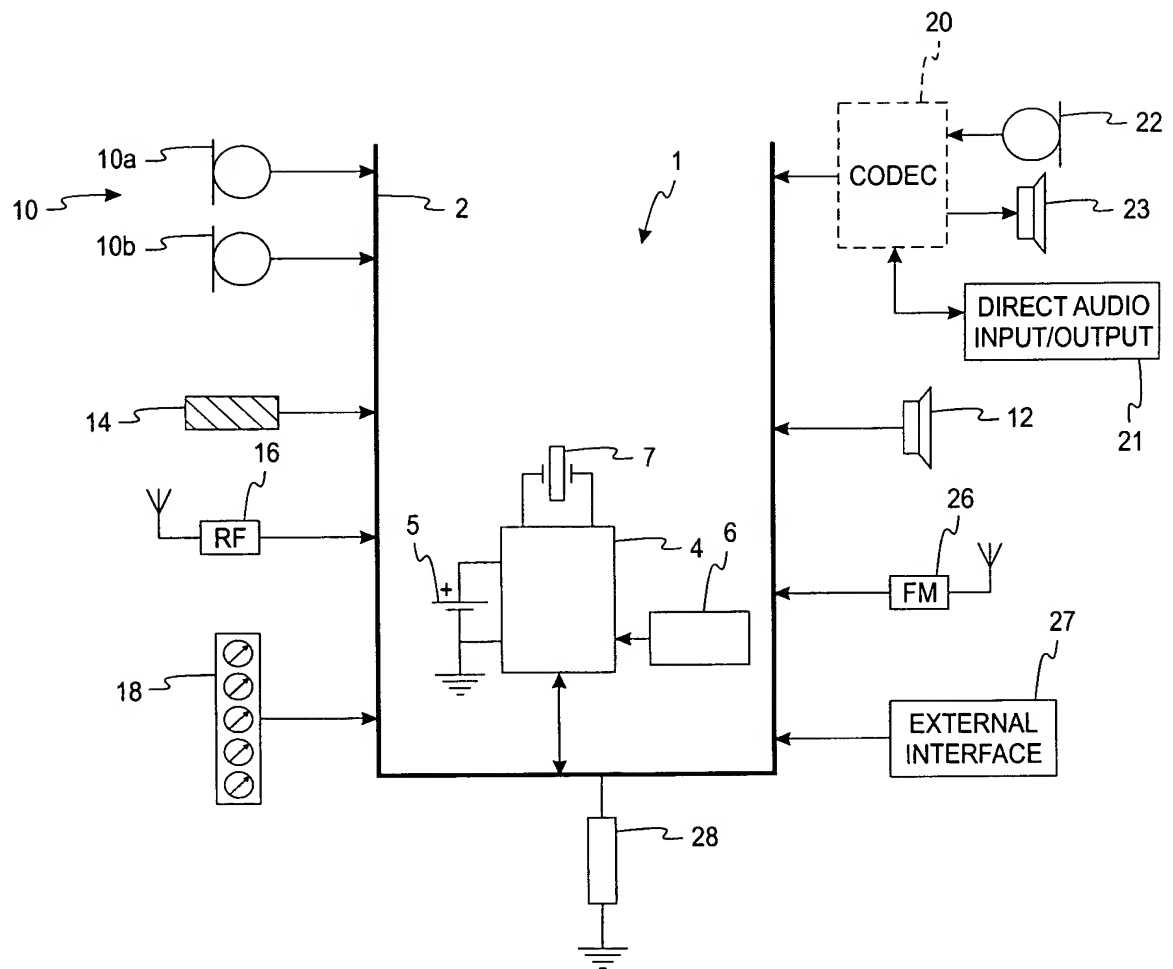 20
10a
10
10b
2
1
CODEC
22
23
DIRECT AUDIO
INPUT/OUTPUT
21
14
12
16
RF
7
5
+
4
6
26
FM
18
27
EXTERNAL
INTERFACE
28